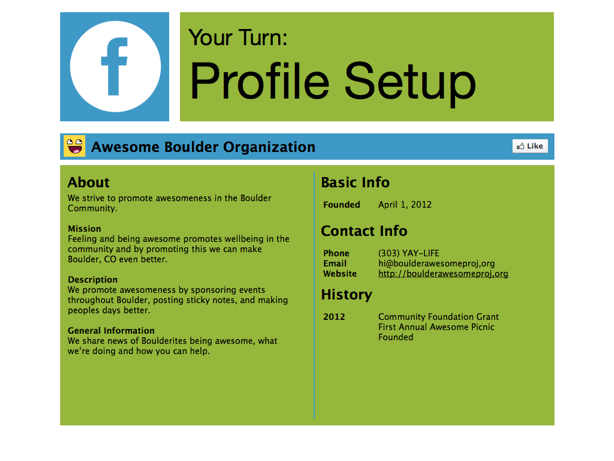 f
Your Turn:
Profile Setup
Awesome Boulder Organization
Like
About
We strive to promote awesomeness in the Boulder
Community.
Mission
Feeling and being awesome promotes wellbeing in the
community and by promoting this we can make
Boulder, CO even better.
Description
We promote awesomeness by sponsoring events
throughout Boulder, posting sticky notes, and making
peoples days better.
General Information
We share news of Boulderites being awesome, what
we're doing and how you can help.
Basic Info
Founded April 1, 2012
Contact Info
Phone (303) YAY-LIFE
Email hi@boulderawesomeproj,org
Website http://boulderawesomeproj,org
History
2012 Community Foundation Grant
First Annual Awesome Picnic
Founded